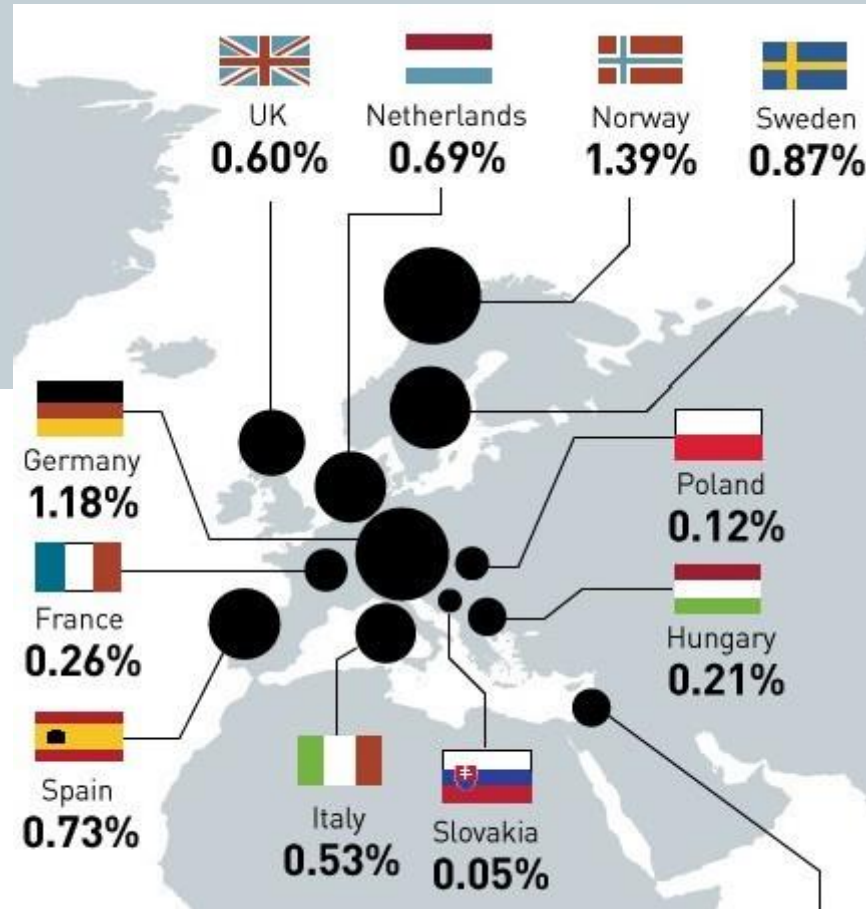 UK
0.60%
Netherlands
0.69%
Norway
1.39%
Sweden
0.87%
Germany
1.18%
Poland
0.12%
France
0.26%
Hungary
0.21%
Spain
0.73%
Italy
0.53%
Slovakia
0.05%